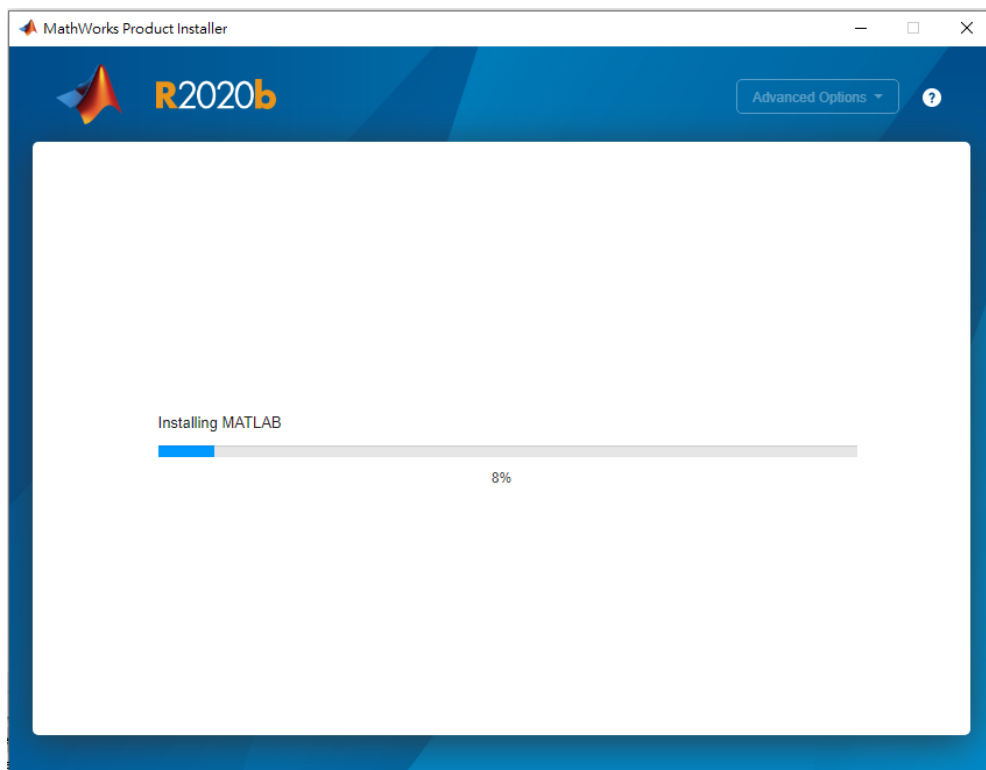 MathWorks Product Installer
R2020b
Advanced Options
?
Installing MATLAB
8%